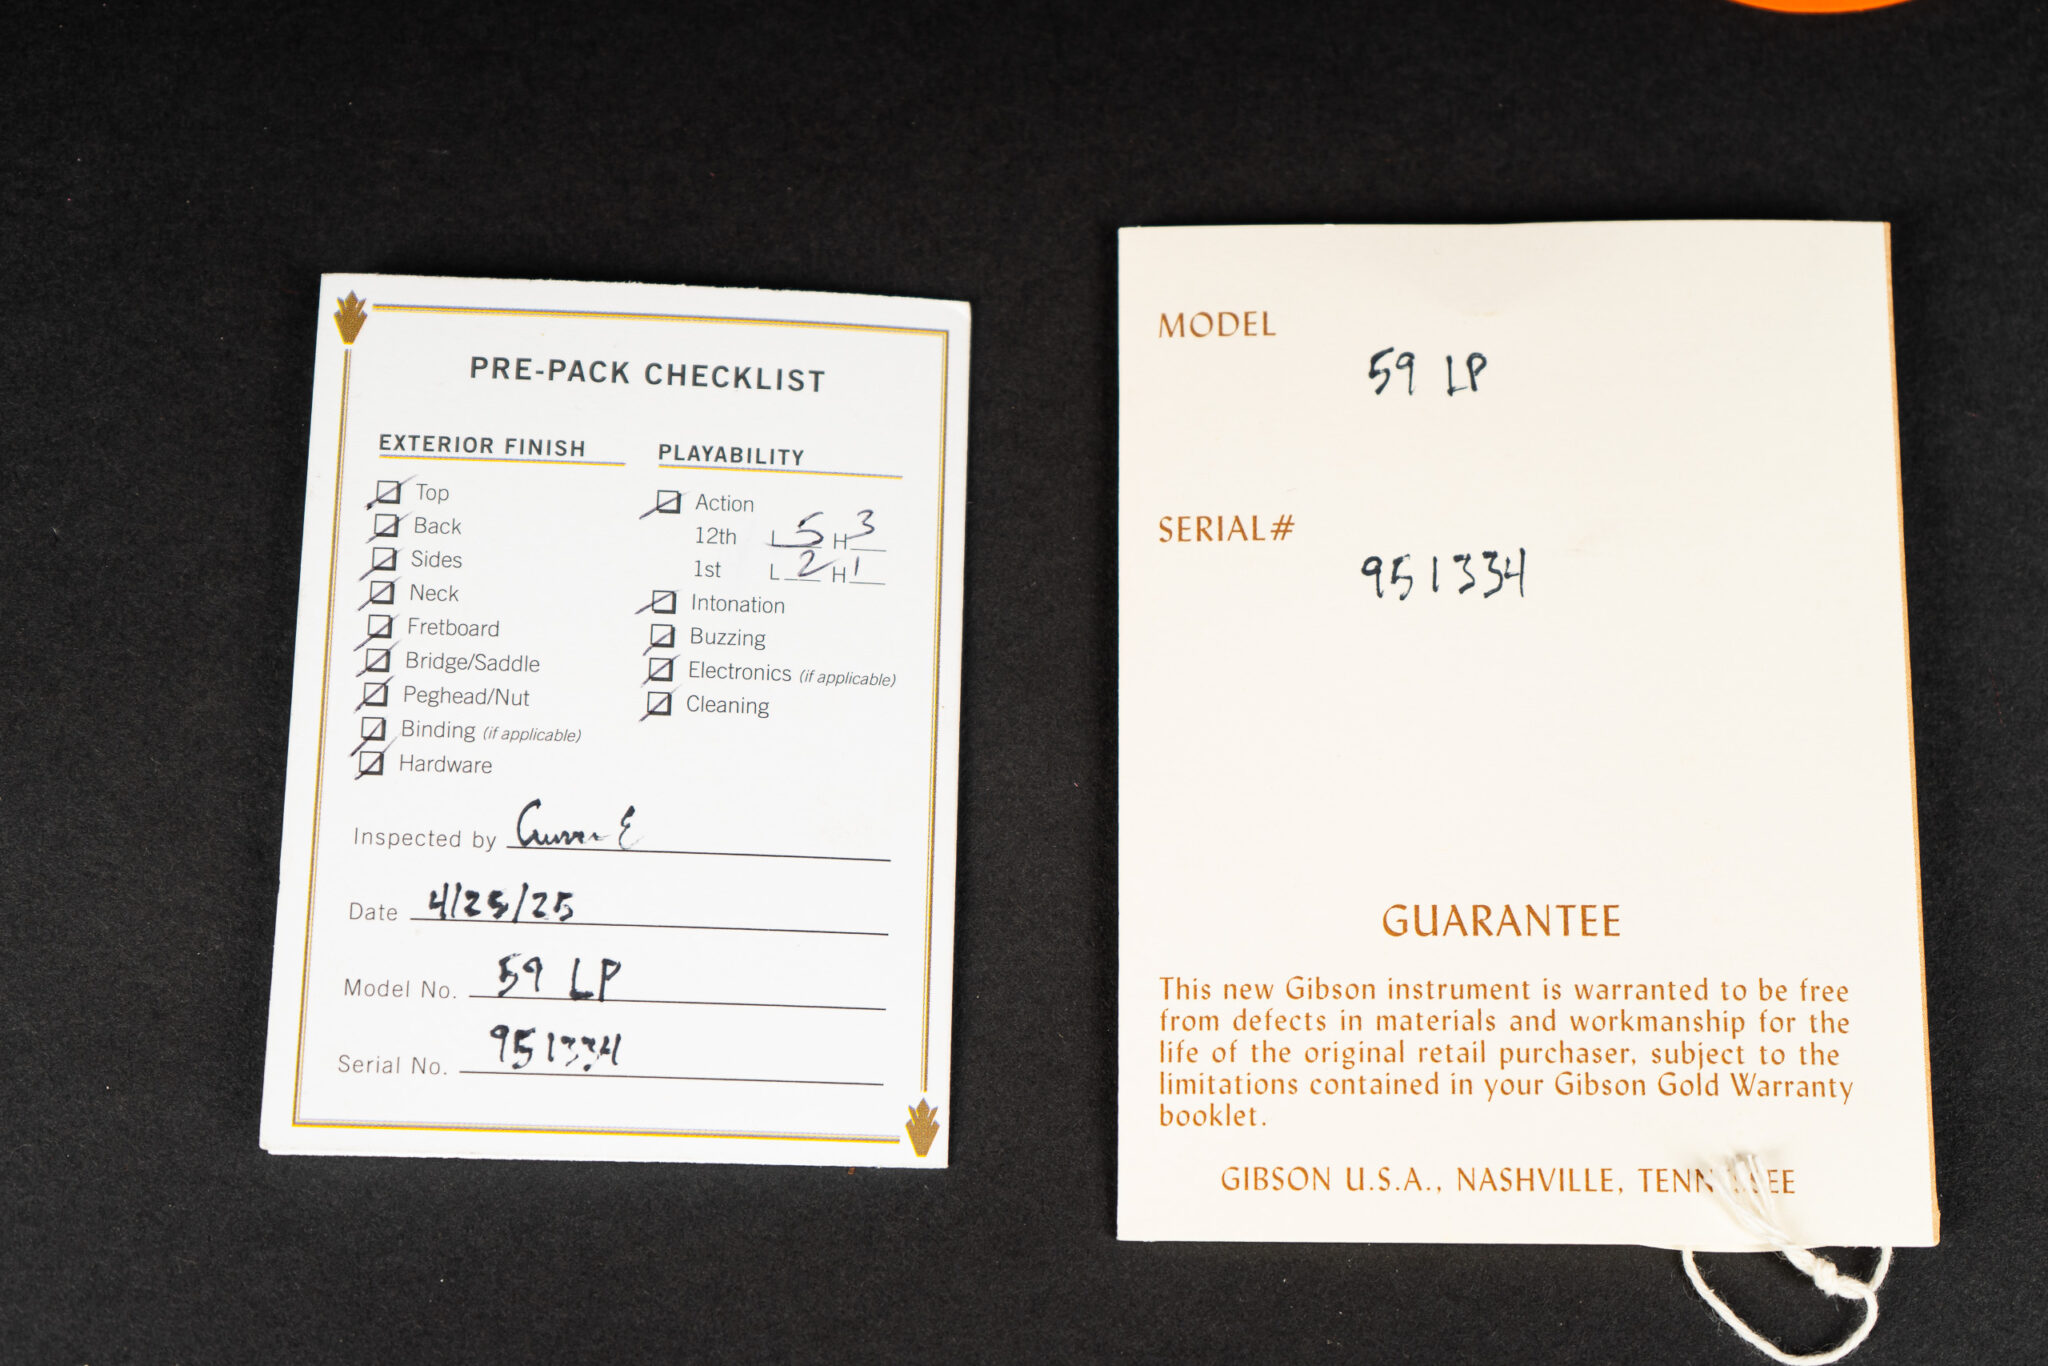 PRE-PACK CHECKLIST
EXTERIOR FINISH
Top
Back
Sides
Neck
Fretboard
Bridge/Saddle
Peghead/Nut
Binding (if applicable)
Hardware
PLAYABILITY
Action
12th L 5 H 3
1st L 2 H 1
Intonation
Buzzing
Electronics (if applicable)
Cleaning
Inspected by
Date 4/25/25
Model No. 59 LP
Serial No. 951334
MODEL
59 LP
SERIAL#
951334
GUARANTEE
This new Gibson instrument is warranted to be free
from defects in materials and workmanship for the
life of the original retail purchaser, subject to the
limitations contained in your Gibson Gold Warranty
booklet.
GIBSON U.S.A., NASHVILLE, TENNESSEE